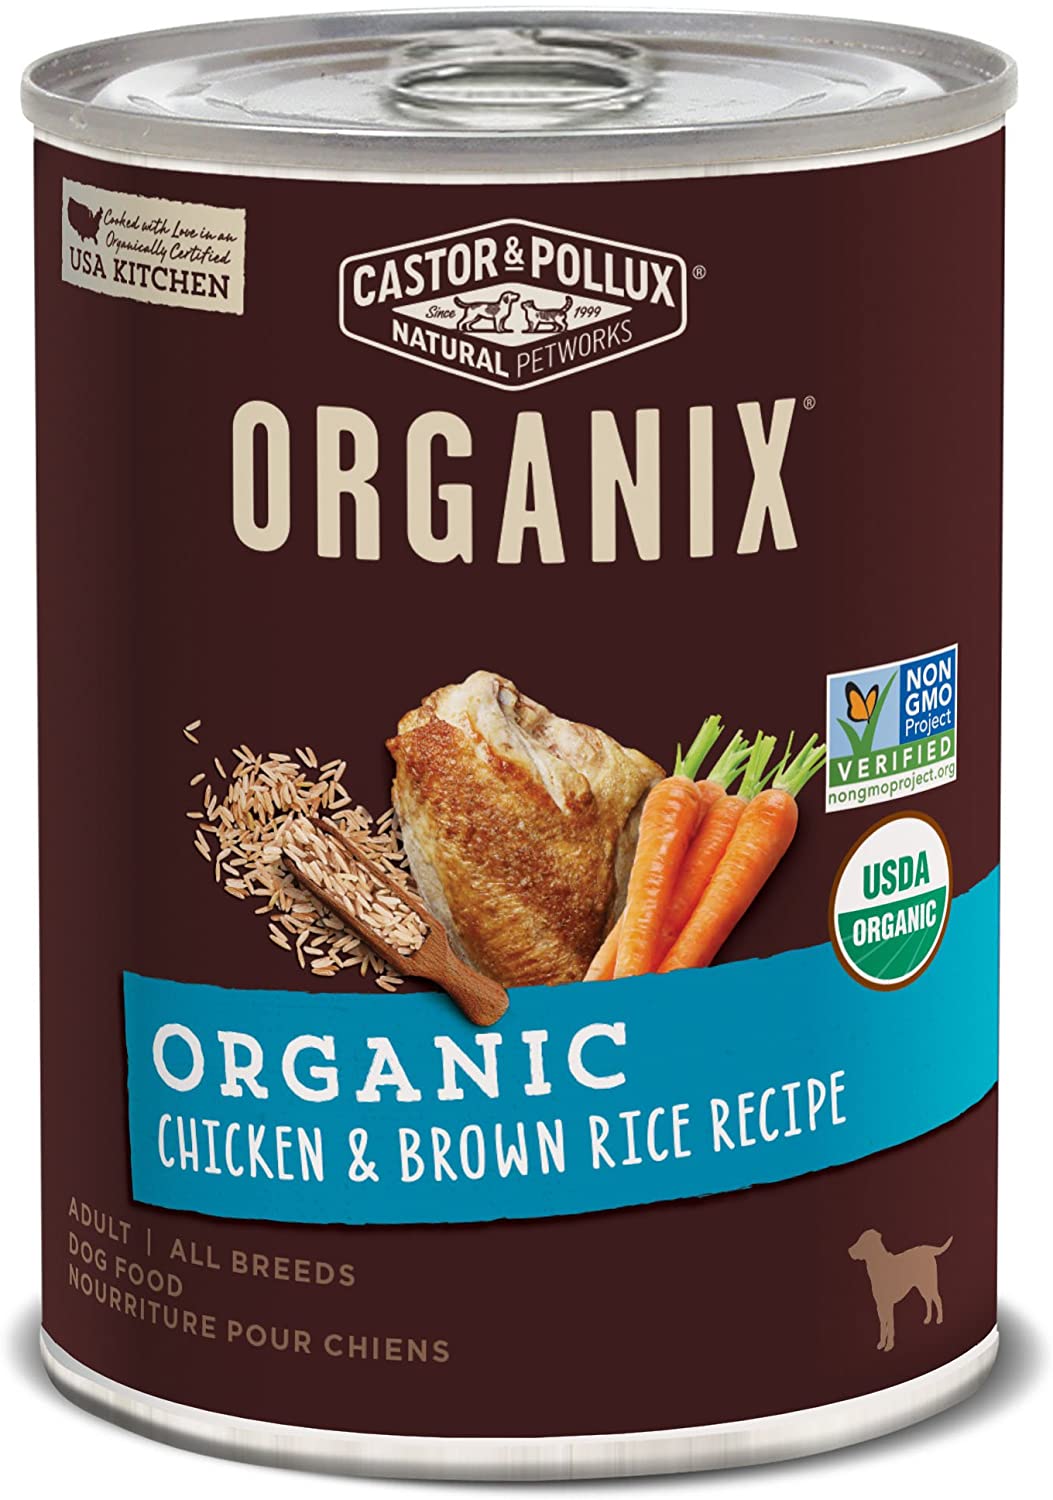 Cooked with Love in an
Organically Certified
USA KITCHEN
CASTOR & POLLUX®
Since 1999
NATURAL PETWORKS
ORGANIX®
NON
GMO
Project
VERIFIED
nongmoproject.org
USDA
ORGANIC
ORGANIC
CHICKEN & BROWN RICE RECIPE
ADULT | ALL BREEDS
DOG FOOD
NOURRITURE POUR CHIENS